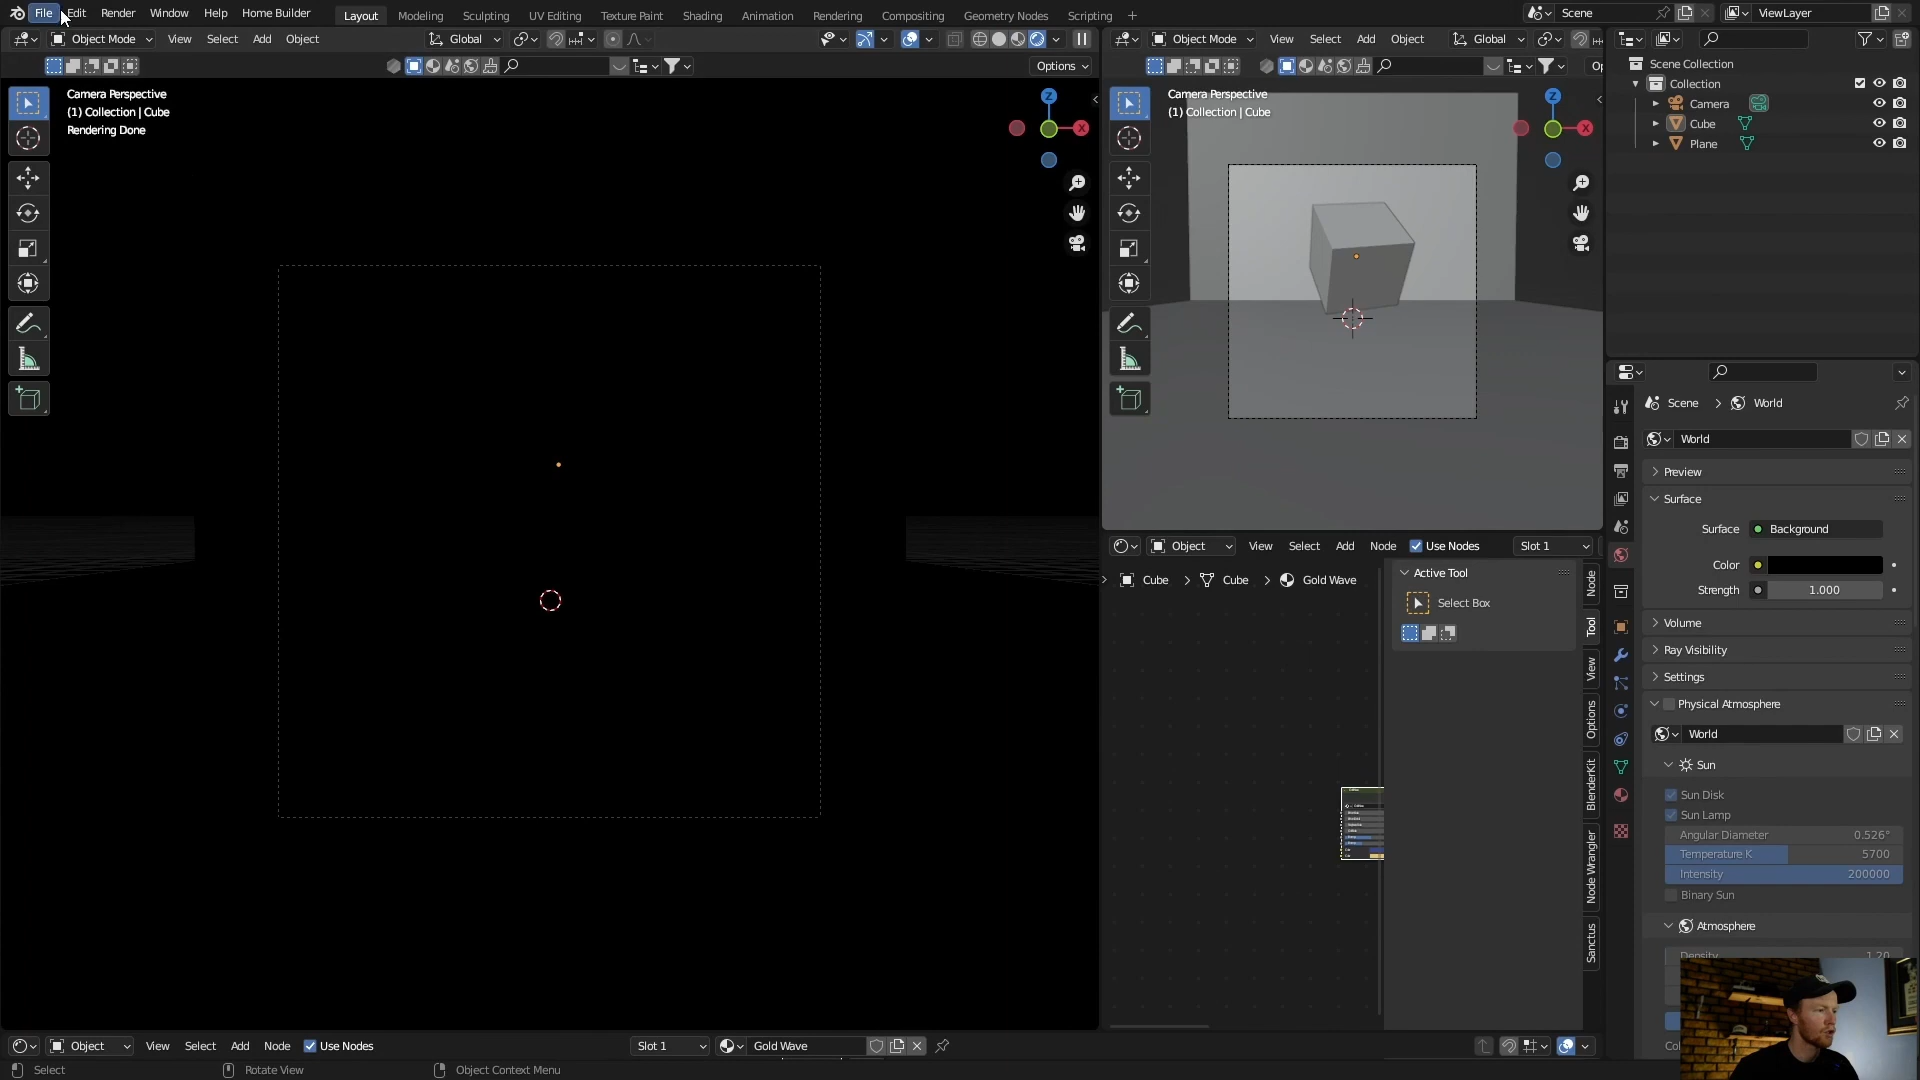 File Edit Render Window Help Home Builder Layout Modeling Sculpting UV Editing Texture Paint Shading Animation Rendering Compositing Geometry Nodes Scripting + Scene ViewLayer
Object Mode View Select Add Object Global
Options
Camera Perspective
(1) Collection | Cube
Rendering Done
Z
X
Object Mode View Select Add Object Global
Camera Perspective
(1) Collection | Cube
Z
X
Scene Collection
Collection
Camera
Cube
Plane
Object View Select Add Node Use Nodes Slot 1
Cube > Cube > Gold Wave
Active Tool
Select Box
Node
Tool
View
Options
BlenderKit
Node Wrangler
Sanctus
Scene > World
World
Preview
Surface
Surface Background
Color
Strength 1.000
Volume
Ray Visibility
Settings
Physical Atmosphere
World
Sun
Sun Disk
Sun Lamp
Angular Diameter 0.526°
Temperature K 5700
Intensity 200000
Binary Sun
Atmosphere
Density 1.20
Object View Select Add Node Use Nodes Slot 1 Gold Wave
Select Rotate View Object Context Menu